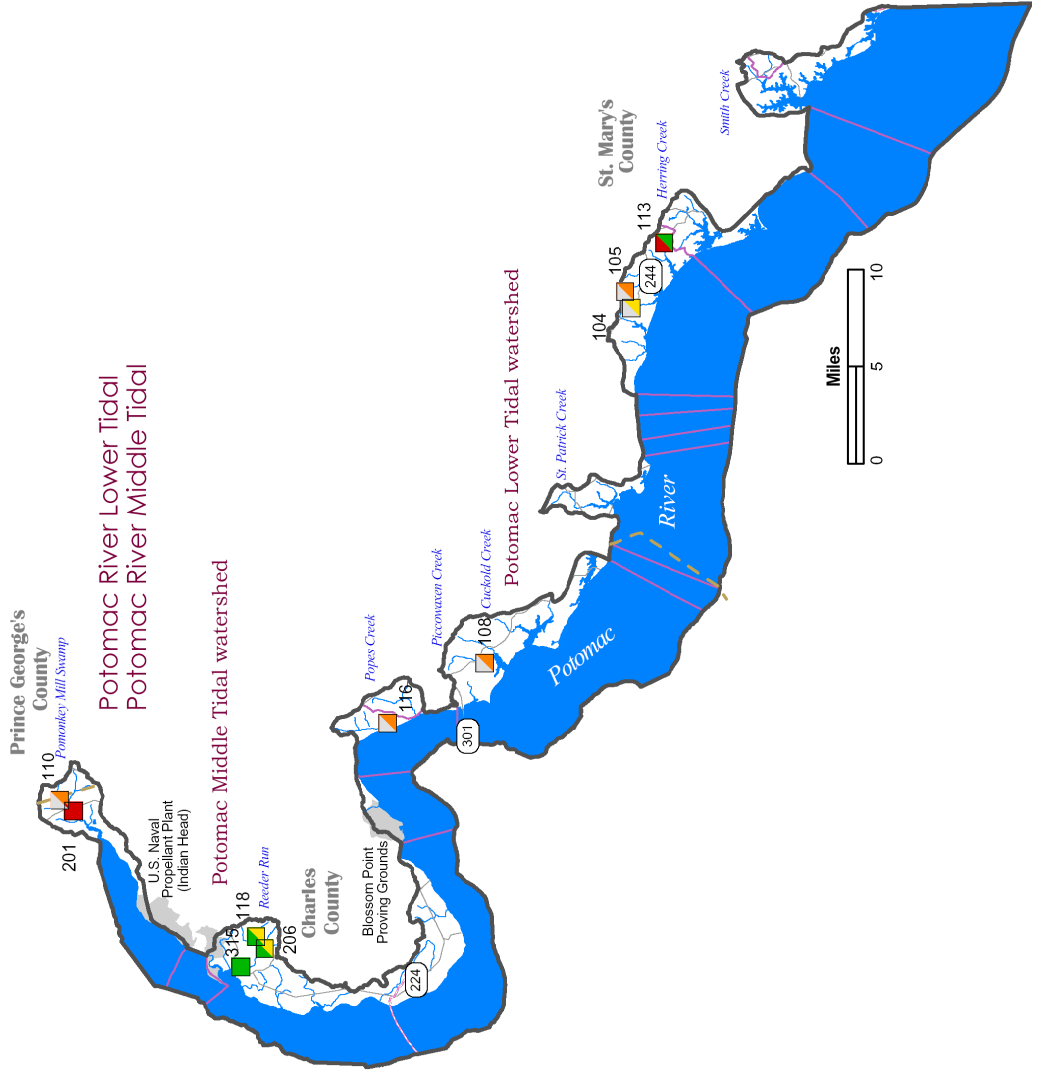 Potomac River Lower Tidal
Potomac River Middle Tidal
Prince George's
County
Pomonkey Mill Swamp
110
201
U.S. Naval
Propellant Plant
(Indian Head)
Potomac Middle Tidal watershed
315
118
Reeder Run
206
Charles
County
Blossom Point
Proving Grounds
224
Popes Creek
116
301
Piccowaxen Creek
Cuckold Creek
108
Potomac Lower Tidal watershed
Potomac
River
St. Patrick Creek
104
105
244
113
Herring Creek
St. Mary's
County
Smith Creek
Miles
0
5
10